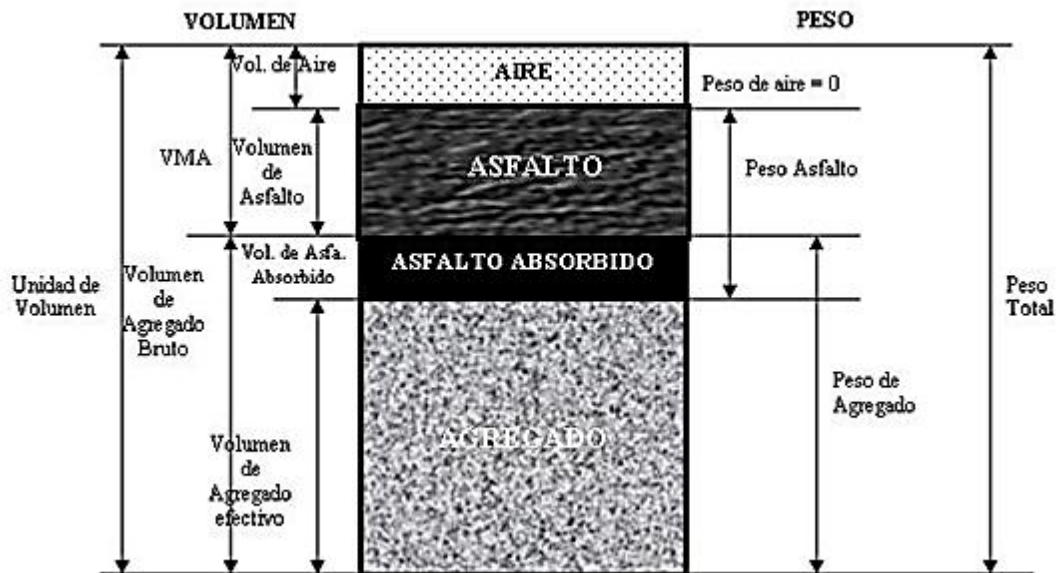 VOLUMEN
PESO
Vol. de Aire
AIRE
Peso de aire = 0
VMA
Volumen
de
Asfalto
ASFALTO
Peso Asfalto
Vol. de Asfa.
Absorbido
ASFALTO ABSORBIDO
Unidad de
Volumen
Volumen
de
Agregado
Bruto
Peso
Total
Peso de
Agregado
Volumen
de
Agregado
efectivo
AGREGADO